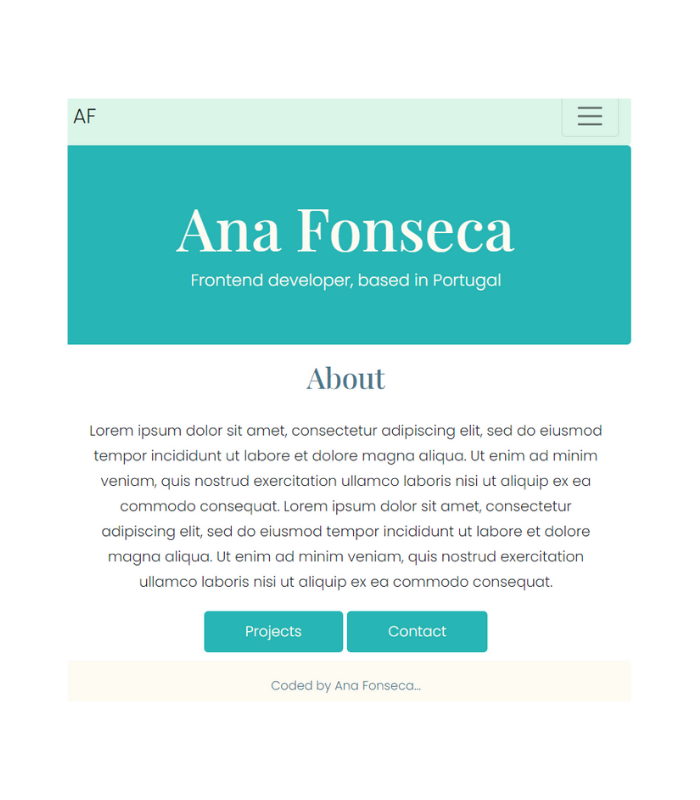 AF
Ana Fonseca
Frontend developer, based in Portugal
About
Lorem ipsum dolor sit amet, consectetur adipiscing elit, sed do eiusmod
tempor incididunt ut labore et dolore magna aliqua. Ut enim ad minim
veniam, quis nostrud exercitation ullamco laboris nisi ut aliquip ex ea
commodo consequat. Lorem ipsum dolor sit amet, consectetur
adipiscing elit, sed do eiusmod tempor incididunt ut labore et dolore
magna aliqua. Ut enim ad minim veniam, quis nostrud exercitation
ullamco laboris nisi ut aliquip ex ea commodo consequat.
Projects Contact
Coded by Ana Fonseca...